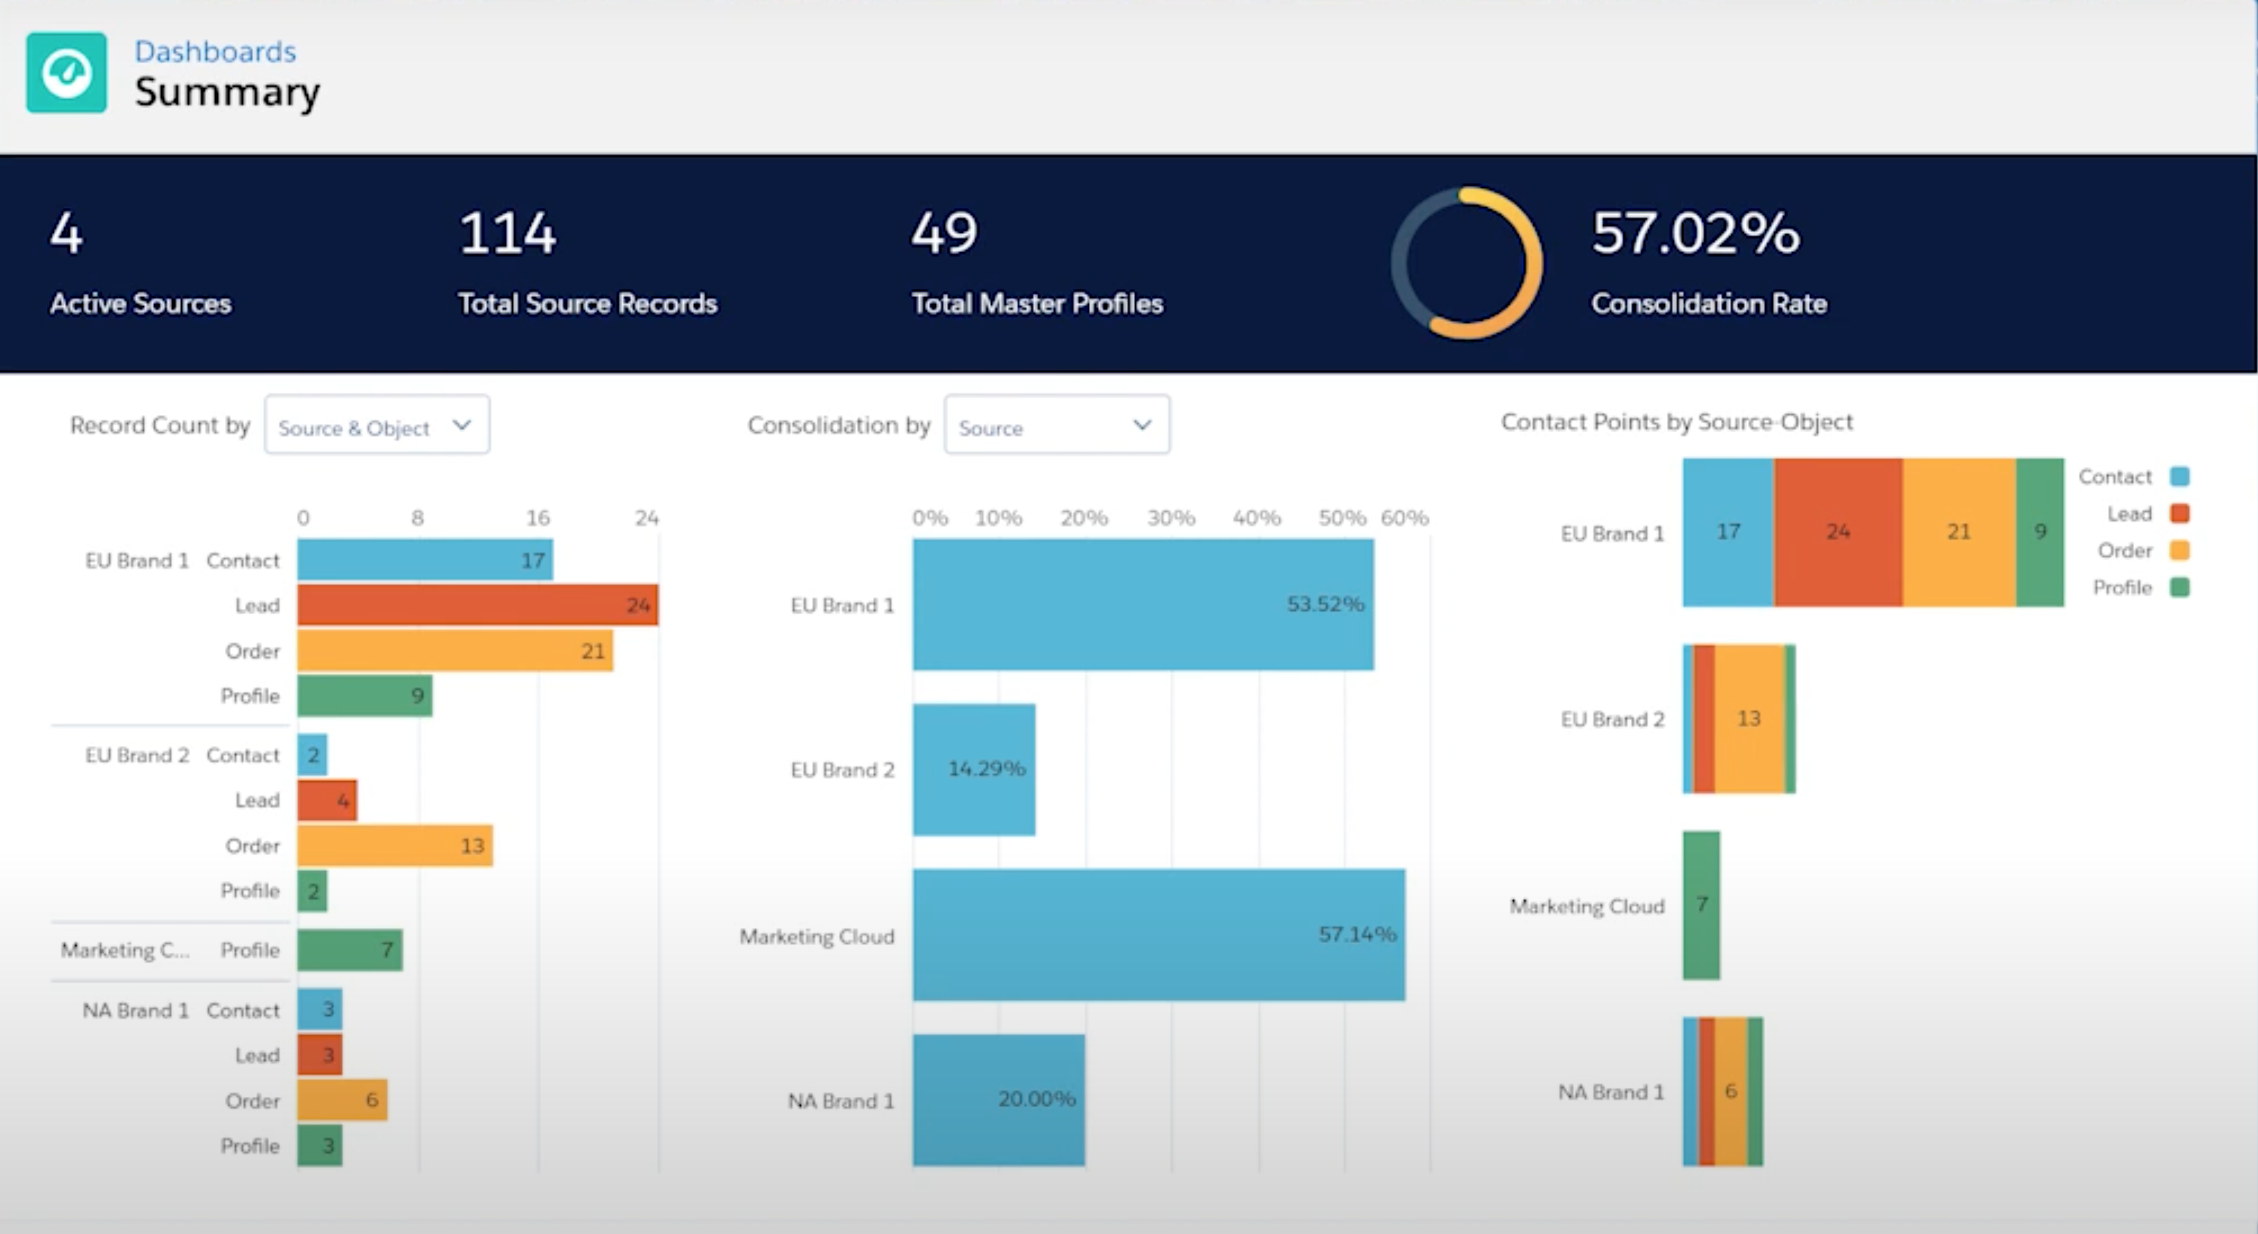 Dashboards
Summary
4
Active Sources
114
Total Source Records
49
Total Master Profiles
57.02%
Consolidation Rate
Record Count by Source & Object
0 8 16 24
EU Brand 1 Contact 17
Lead 24
Order 21
Profile 9
EU Brand 2 Contact 2
Lead 4
Order 13
Profile 2
Marketing C... Profile 7
NA Brand 1 Contact 3
Lead 3
Order 6
Profile 3
Consolidation by Source
0% 10% 20% 30% 40% 50% 60%
EU Brand 1 53.52%
EU Brand 2 14.29%
Marketing Cloud 57.14%
NA Brand 1 20.00%
Contact Points by Source-Object
EU Brand 1 17 24 21 9
EU Brand 2 13
Marketing Cloud 7
NA Brand 1 6
Contact
Lead
Order
Profile